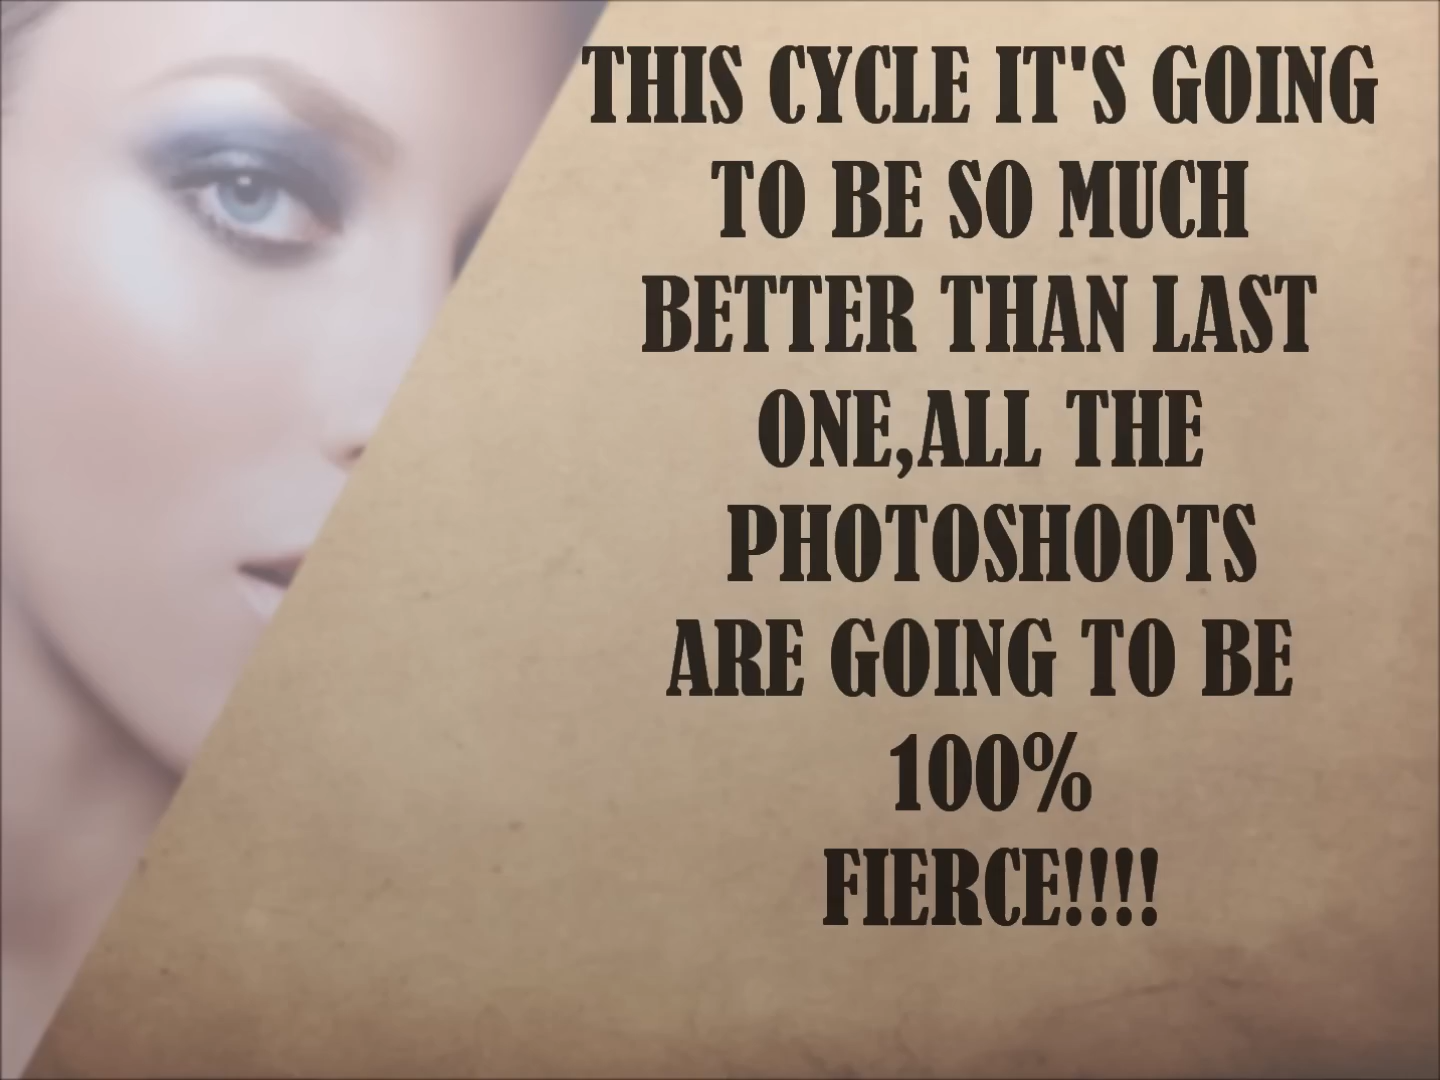 THIS CYCLE IT'S GOING
TO BE SO MUCH
BETTER THAN LAST
ONE,ALL THE
PHOTOSHOOTS
ARE GOING TO BE
100%
FIERCE!!!!